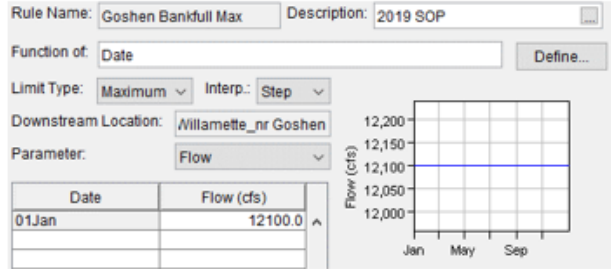 Rule Name: Goshen Bankfull Max Description: 2019 SOP ...
Function of: Date Define...
Limit Type: Maximum Interp.: Step
Downstream Location: Willamette_nr Goshen
Parameter: Flow
Date Flow (cfs)
01Jan 12100.0
Flow (cfs)
12,200
12,150
12,100
12,050
12,000
Jan May Sep